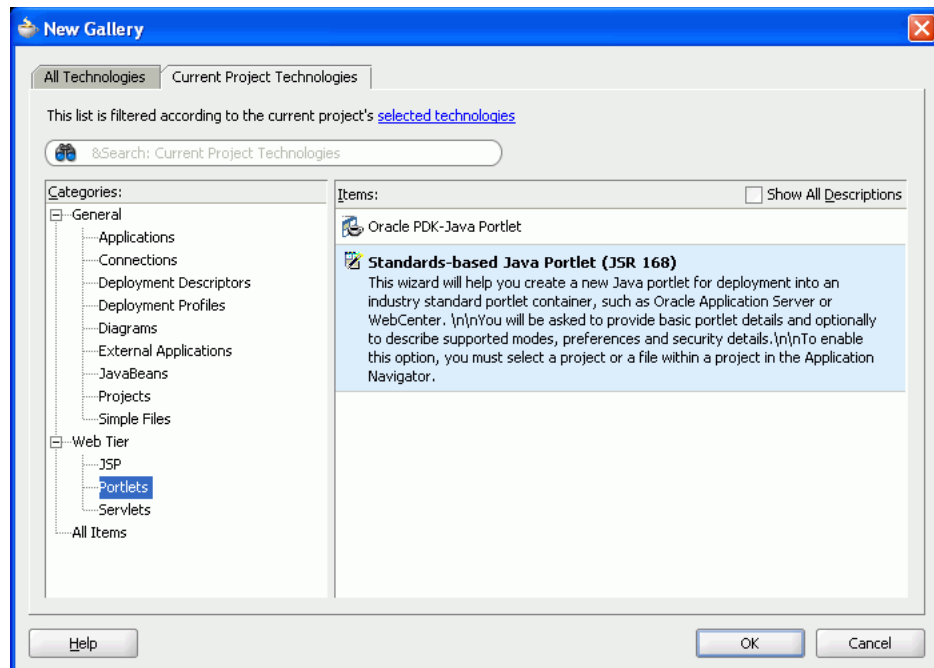 New Gallery
All Technologies
Current Project Technologies
This list is filtered according to the current project's selected technologies
&Search: Current Project Technologies
Categories:
General
Applications
Connections
Deployment Descriptors
Deployment Profiles
Diagrams
External Applications
JavaBeans
Projects
Simple Files
Web Tier
JSP
Portlets
Servlets
All Items
Items:
Show All Descriptions
Oracle PDK-Java Portlet
Standards-based Java Portlet (JSR 168)
This wizard will help you create a new Java portlet for deployment into an
industry standard portlet container, such as Oracle Application Server or
WebCenter. \n\nYou will be asked to provide basic portlet details and optionally
to describe supported modes, preferences and security details.\n\nTo enable
this option, you must select a project or a file within a project in the Application
Navigator.
Help
OK
Cancel